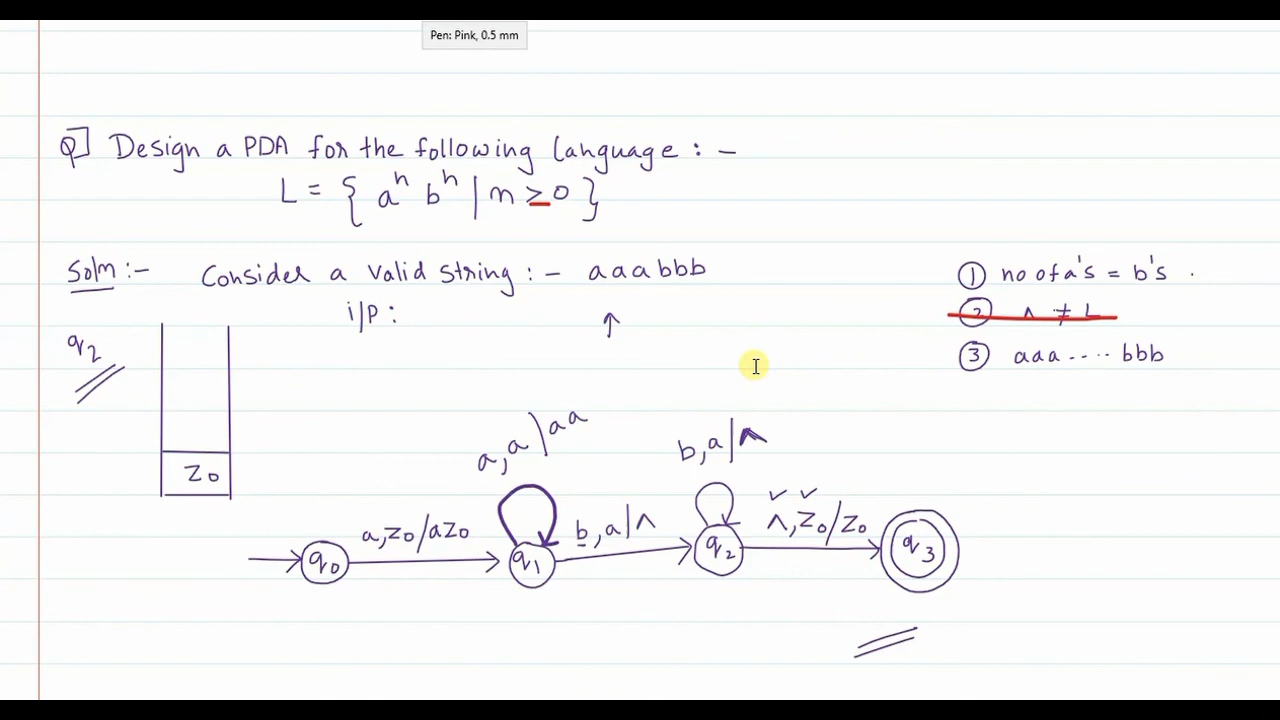 Pen: Pink, 0.5 mm
Q] Design a PDA for the following language : -
L = { aⁿ bⁿ | n ≥ 0 }
Soln :- Consider a valid string : - aaabbb
i/p :
① no of a's = b's .
② ^ ≠ L
③ aaa .... bbb
q2
Z0
a, a | aa
b, a | ^
a, z0 / az0
b, a | ^
^, z0 / z0
q0
q1
q2
q3